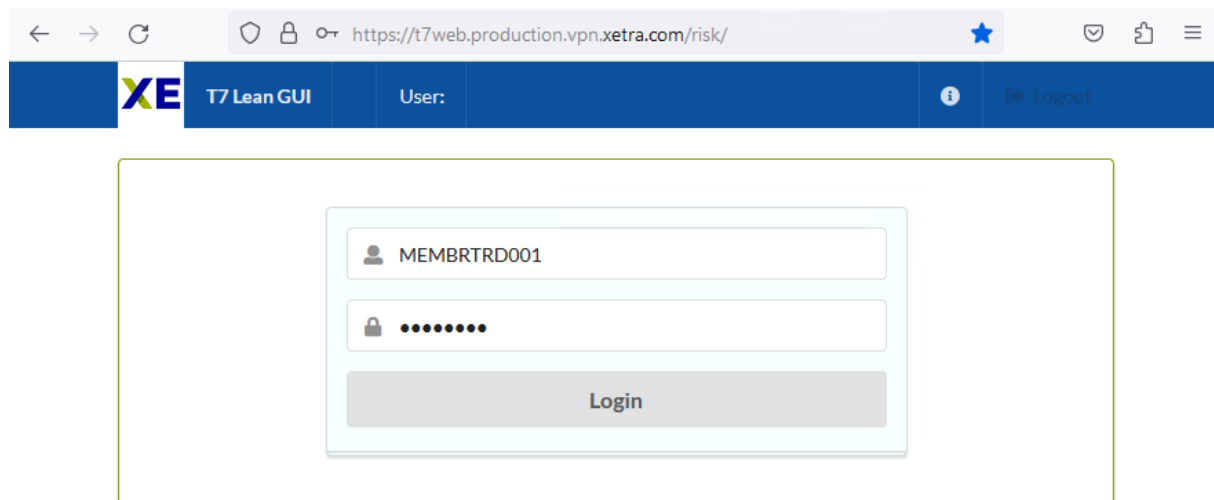 https://t7web.production.vpn.xetra.com/risk/
XE T7 Lean GUI User: Logout
MEMBRTRD001
••••••••
Login